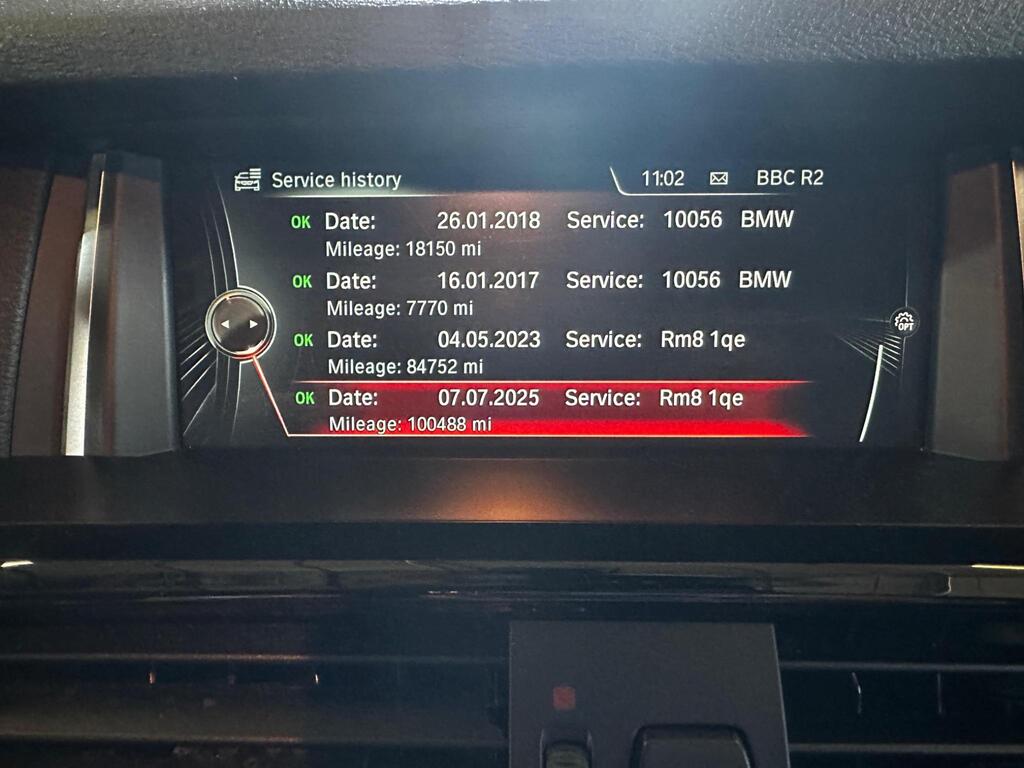 Service history
11:02 BBC R2
OK Date: 26.01.2018 Service: 10056 BMW
Mileage: 18150 mi
OK Date: 16.01.2017 Service: 10056 BMW
Mileage: 7770 mi
OK Date: 04.05.2023 Service: Rm8 1qe
Mileage: 84752 mi
OK Date: 07.07.2025 Service: Rm8 1qe
Mileage: 100488 mi
OPT